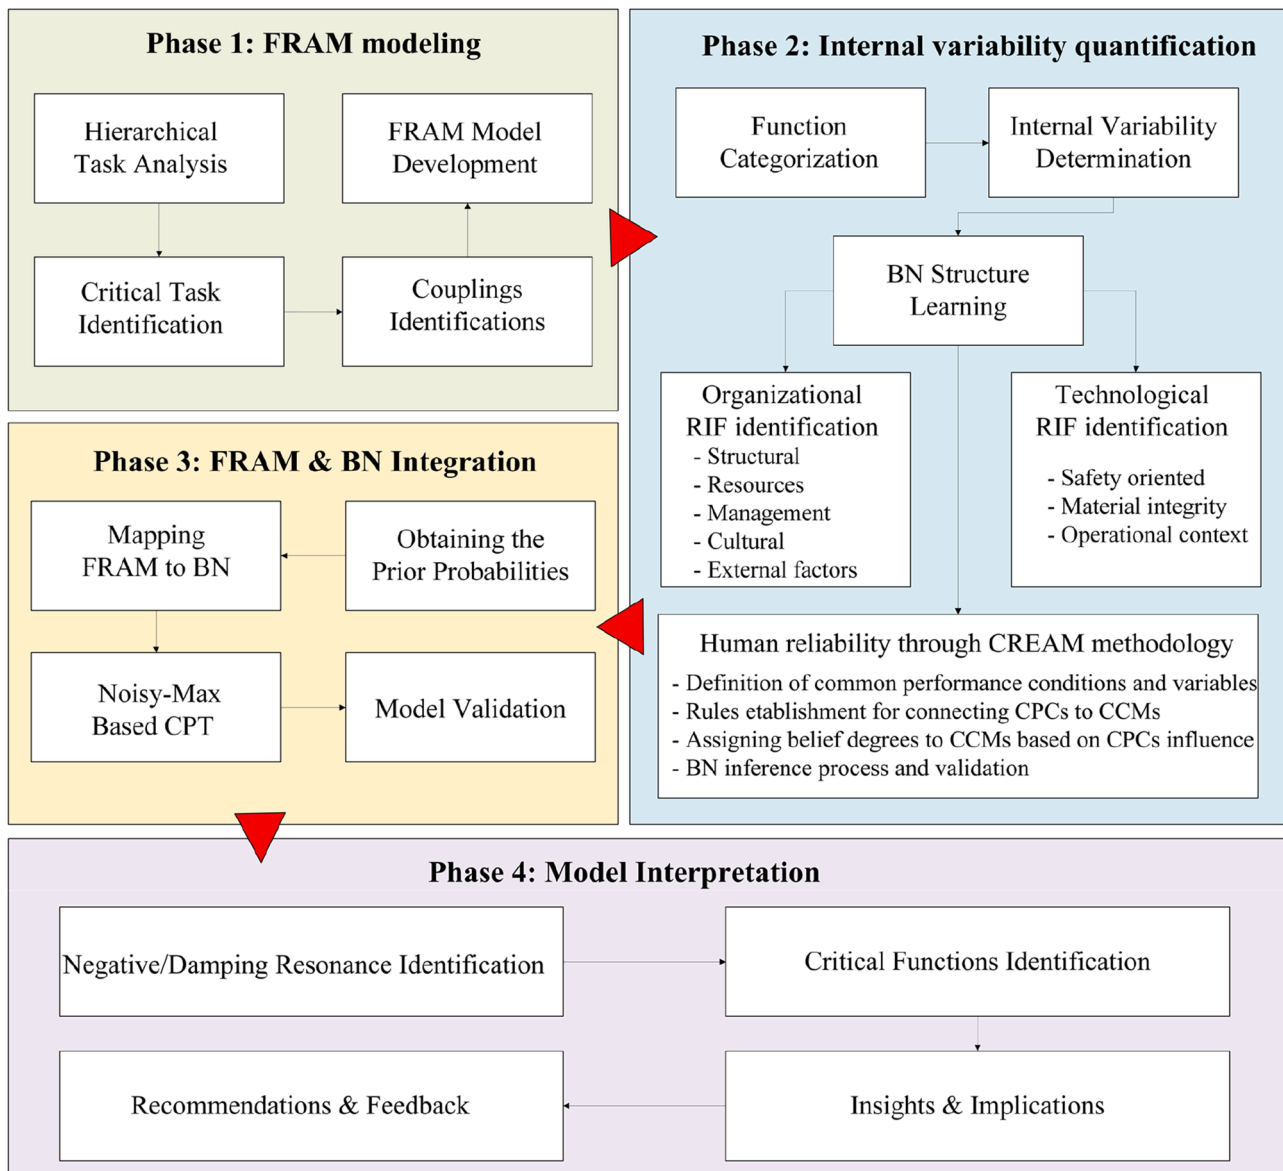 Phase 1: FRAM modeling
Hierarchical
Task Analysis
FRAM Model
Development
Critical Task
Identification
Couplings
Identifications
Phase 2: Internal variability quantification
Function
Categorization
Internal Variability
Determination
BN Structure
Learning
Organizational
RIF identification
- Structural
- Resources
- Management
- Cultural
- External factors
Technological
RIF identification
- Safety oriented
- Material integrity
- Operational context
Human reliability through CREAM methodology
- Definition of common performance conditions and variables
- Rules etablishment for connecting CPCs to CCMs
- Assigning belief degrees to CCMs based on CPCs influence
- BN inference process and validation
Phase 3: FRAM & BN Integration
Mapping
FRAM to BN
Obtaining the
Prior Probabilities
Noisy-Max
Based CPT
Model Validation
Phase 4: Model Interpretation
Negative/Damping Resonance Identification
Critical Functions Identification
Recommendations & Feedback
Insights & Implications